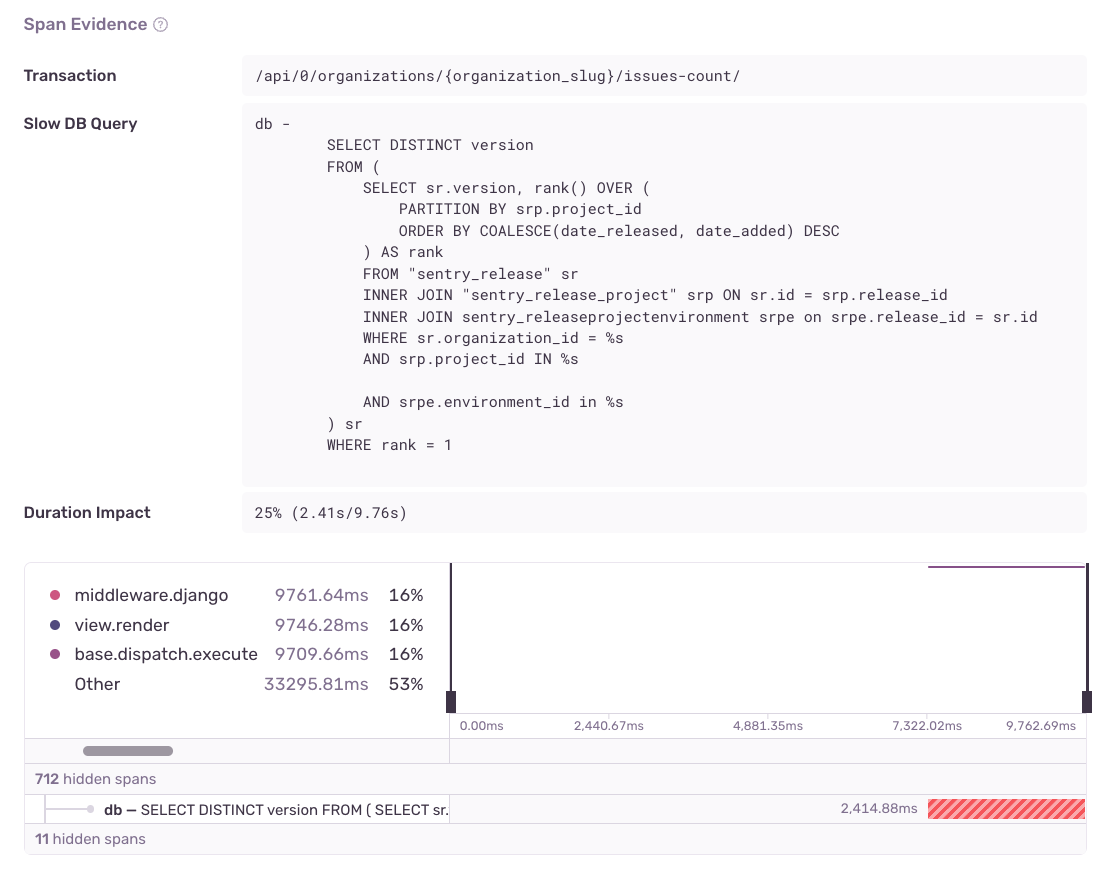 Span Evidence
Transaction
/api/0/organizations/{organization_slug}/issues-count/
Slow DB Query
db -
SELECT DISTINCT version
FROM (
SELECT sr.version, rank() OVER (
PARTITION BY srp.project_id
ORDER BY COALESCE(date_released, date_added) DESC
) AS rank
FROM "sentry_release" sr
INNER JOIN "sentry_release_project" srp ON sr.id = srp.release_id
INNER JOIN sentry_releaseprojectenvironment srpe on srpe.release_id = sr.id
WHERE sr.organization_id = %s
AND srp.project_id IN %s
AND srpe.environment_id in %s
) sr
WHERE rank = 1
Duration Impact
25% (2.41s/9.76s)
middleware.django 9761.64ms 16%
view.render 9746.28ms 16%
base.dispatch.execute 9709.66ms 16%
Other 33295.81ms 53%
0.00ms 2,440.67ms 4,881.35ms 7,322.02ms 9,762.69ms
712 hidden spans
db — SELECT DISTINCT version FROM ( SELECT sr. 2,414.88ms
11 hidden spans